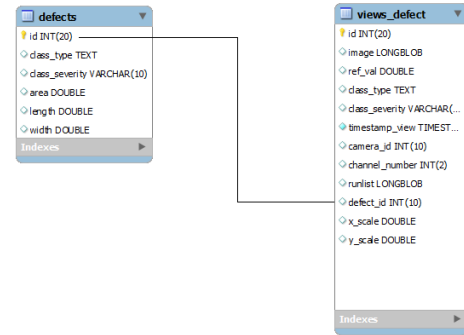 defects
id INT(20)
class_type TEXT
class_severity VARCHAR(10)
area DOUBLE
length DOUBLE
width DOUBLE
Indexes
views_defect
id INT(20)
image LONGBLOB
ref_val DOUBLE
class_type TEXT
class_severity VARCHAR(...
timestamp_view TIMEST...
camera_id INT(10)
channel_number INT(2)
runlist LONGBLOB
defect_id INT(10)
x_scale DOUBLE
y_scale DOUBLE
Indexes